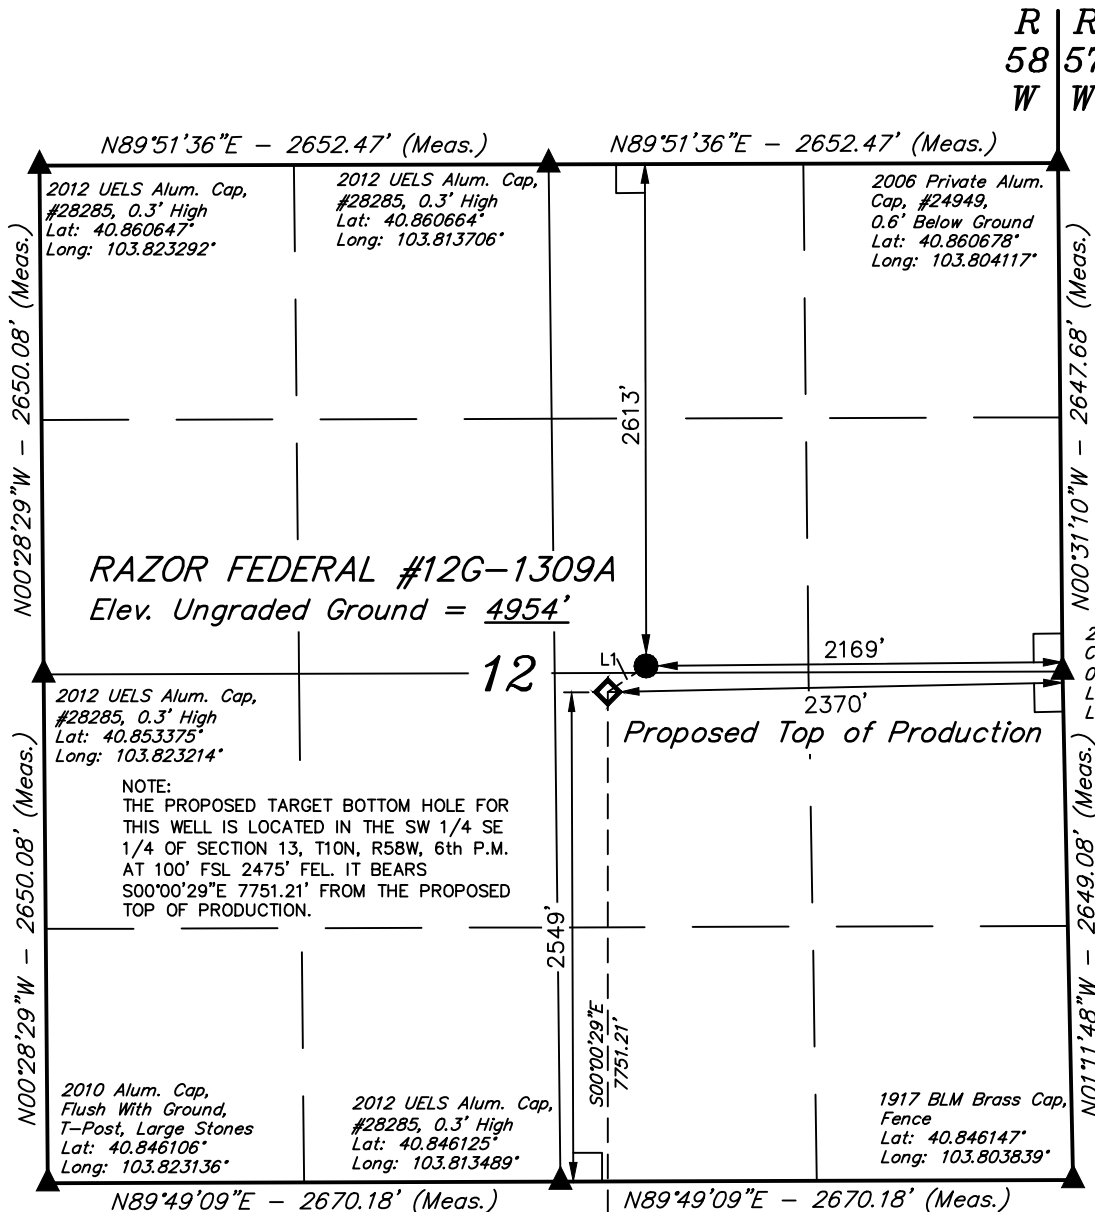 R R
58 57
W W
N89°51'36"E - 2652.47' (Meas.)
N89°51'36"E - 2652.47' (Meas.)
2012 UELS Alum. Cap,
#28285, 0.3' High
Lat: 40.860647°
Long: 103.823292°
2012 UELS Alum. Cap,
#28285, 0.3' High
Lat: 40.860664°
Long: 103.813706°
2006 Private Alum.
Cap, #24949,
0.6' Below Ground
Lat: 40.860678°
Long: 103.804117°
N00°28'29"W - 2650.08' (Meas.)
2613'
N00°31'10"W - 2647.68' (Meas.)
RAZOR FEDERAL #12G-1309A
Elev. Ungraded Ground = 4954'
12
L1
2169'
2370'
Proposed Top of Production
2
C
0
L
L
2012 UELS Alum. Cap,
#28285, 0.3' High
Lat: 40.853375°
Long: 103.823214°
NOTE:
THE PROPOSED TARGET BOTTOM HOLE FOR
THIS WELL IS LOCATED IN THE SW 1/4 SE
1/4 OF SECTION 13, T10N, R58W, 6th P.M.
AT 100' FSL 2475' FEL. IT BEARS
S00°00'29"E 7751.21' FROM THE PROPOSED
TOP OF PRODUCTION.
N00°28'29"W - 2650.08' (Meas.)
2549'
S00°00'29"E
7751.21'
N01°11'48"W - 2649.08' (Meas.)
2010 Alum. Cap,
Flush With Ground,
T-Post, Large Stones
Lat: 40.846106°
Long: 103.823136°
2012 UELS Alum. Cap,
#28285, 0.3' High
Lat: 40.846125°
Long: 103.813489°
1917 BLM Brass Cap,
Fence
Lat: 40.846147°
Long: 103.803839°
N89°49'09"E - 2670.18' (Meas.)
N89°49'09"E - 2670.18' (Meas.)